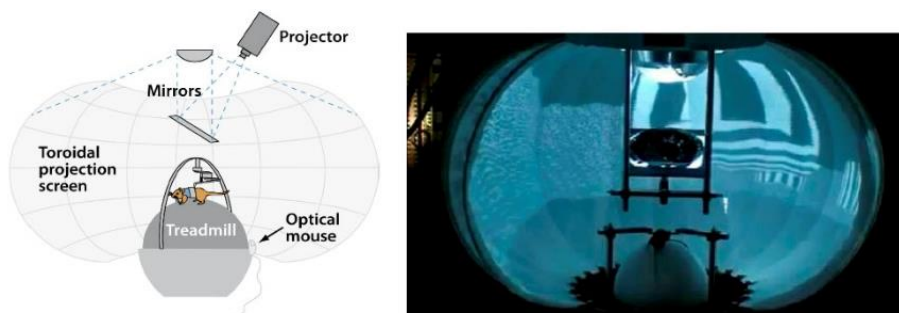 Projector
Mirrors
Toroidal
projection
screen
Treadmill
Optical
mouse